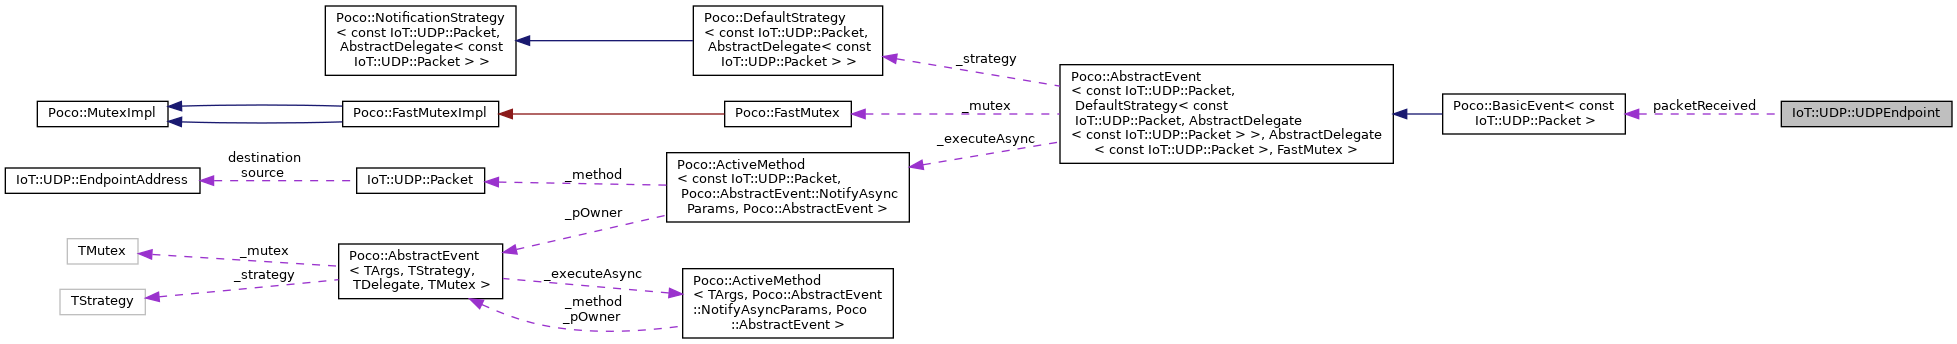 Poco::NotificationStrategy
< const IoT::UDP::Packet,
AbstractDelegate< const
IoT::UDP::Packet > >
Poco::DefaultStrategy
< const IoT::UDP::Packet,
AbstractDelegate< const
IoT::UDP::Packet > >
_strategy
Poco::AbstractEvent
< const IoT::UDP::Packet,
DefaultStrategy< const
IoT::UDP::Packet, AbstractDelegate
< const IoT::UDP::Packet > >, AbstractDelegate
< const IoT::UDP::Packet >, FastMutex >
Poco::MutexImpl
Poco::FastMutexImpl
Poco::FastMutex
_mutex
Poco::BasicEvent< const
IoT::UDP::Packet >
packetReceived
IoT::UDP::UDPEndpoint
_executeAsync
IoT::UDP::EndpointAddress
destination
source
IoT::UDP::Packet
_method
Poco::ActiveMethod
< const IoT::UDP::Packet,
Poco::AbstractEvent::NotifyAsync
Params, Poco::AbstractEvent >
_pOwner
TMutex
_mutex
TStrategy
_strategy
Poco::AbstractEvent
< TArgs, TStrategy,
TDelegate, TMutex >
_executeAsync
_method
_pOwner
Poco::ActiveMethod
< TArgs, Poco::AbstractEvent
::NotifyAsyncParams, Poco
::AbstractEvent >